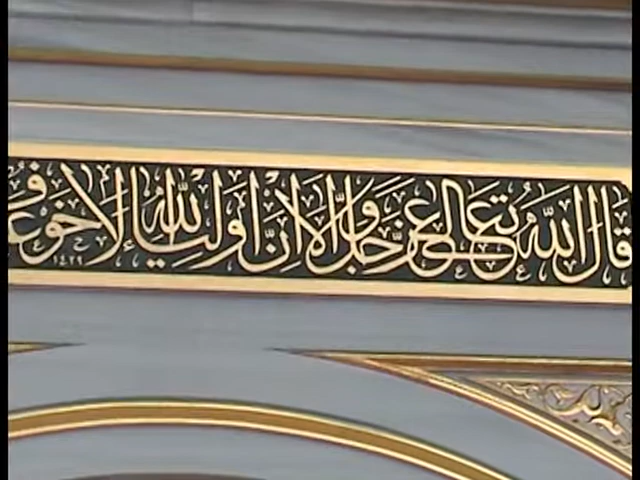 قال الله تعالى عز وجل ألا إن أولياء الله لا خوف
١٤٢٩